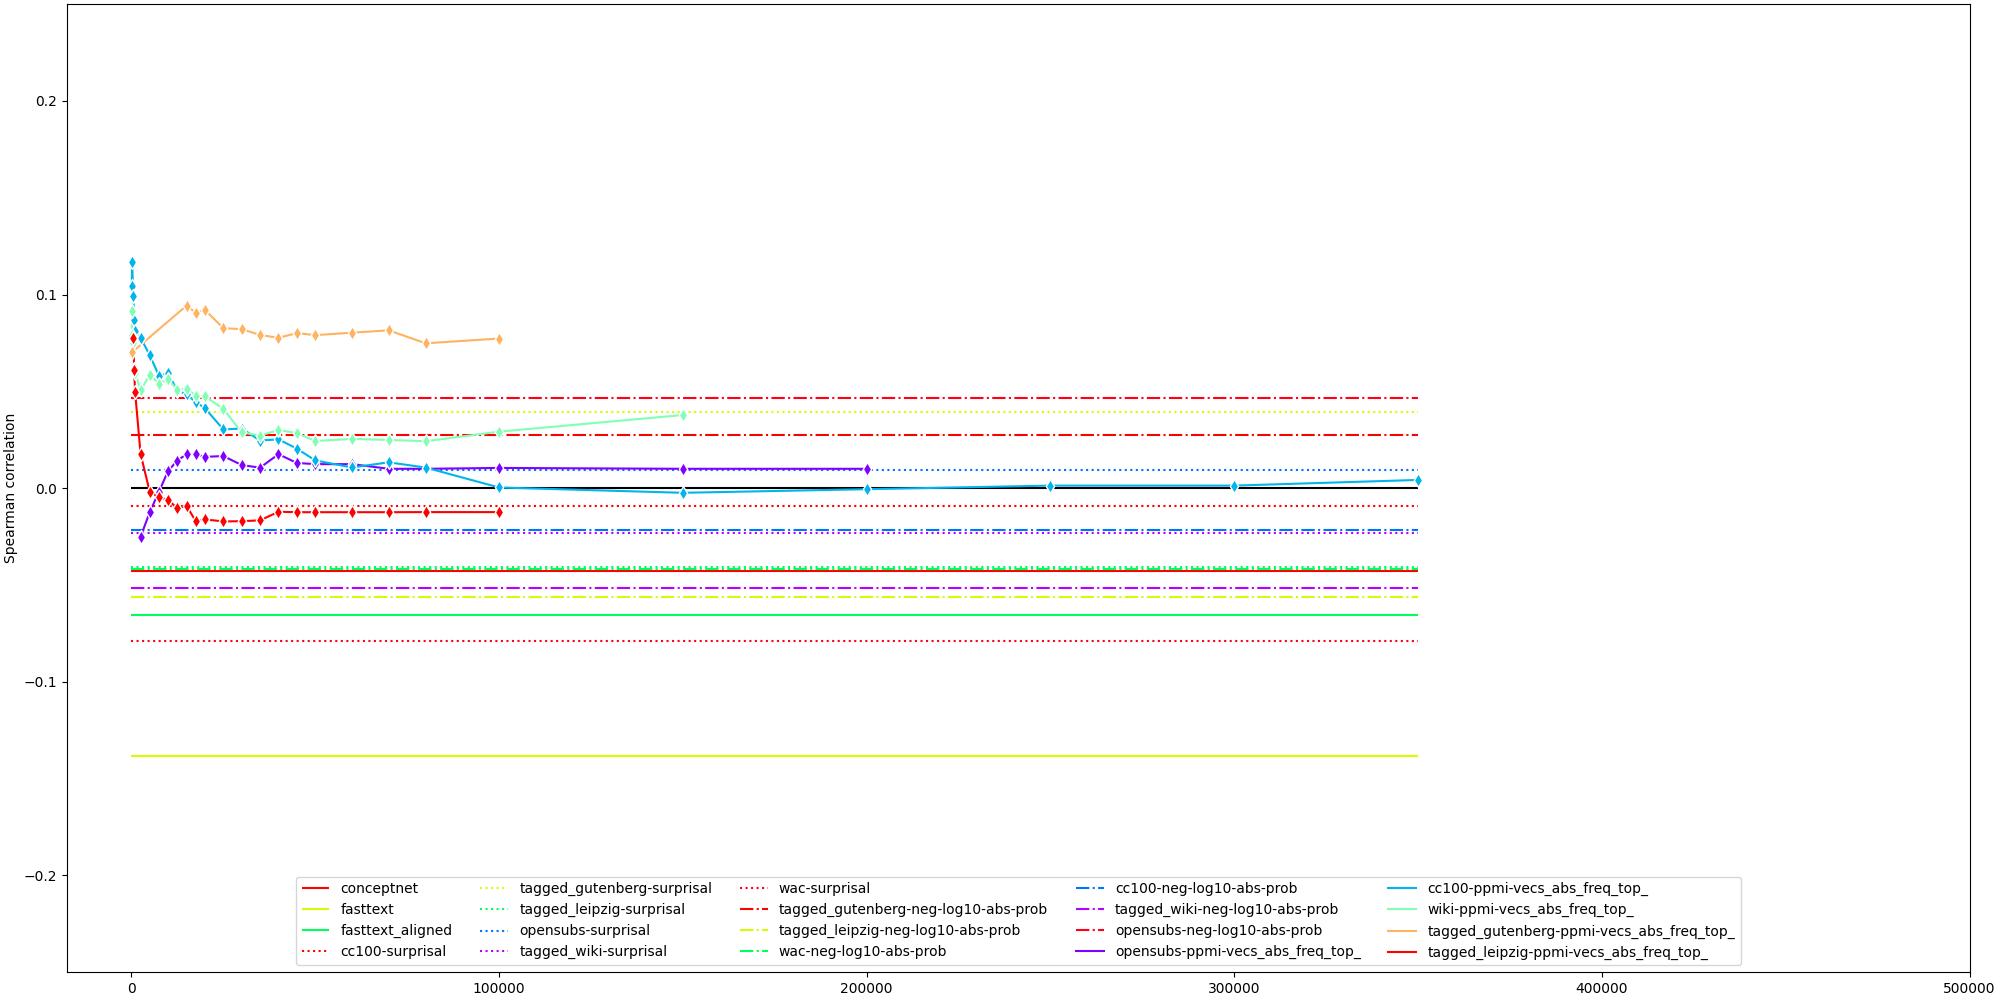 0.2
0.1
0.0
−0.1
−0.2
Spearman correlation
0 100000 200000 300000 400000 500000
conceptnet
fasttext
fasttext_aligned
cc100-surprisal
tagged_gutenberg-surprisal
tagged_leipzig-surprisal
opensubs-surprisal
tagged_wiki-surprisal
wac-surprisal
tagged_gutenberg-neg-log10-abs-prob
tagged_leipzig-neg-log10-abs-prob
wac-neg-log10-abs-prob
cc100-neg-log10-abs-prob
tagged_wiki-neg-log10-abs-prob
opensubs-neg-log10-abs-prob
opensubs-ppmi-vecs_abs_freq_top_
cc100-ppmi-vecs_abs_freq_top_
wiki-ppmi-vecs_abs_freq_top_
tagged_gutenberg-ppmi-vecs_abs_freq_top_
tagged_leipzig-ppmi-vecs_abs_freq_top_